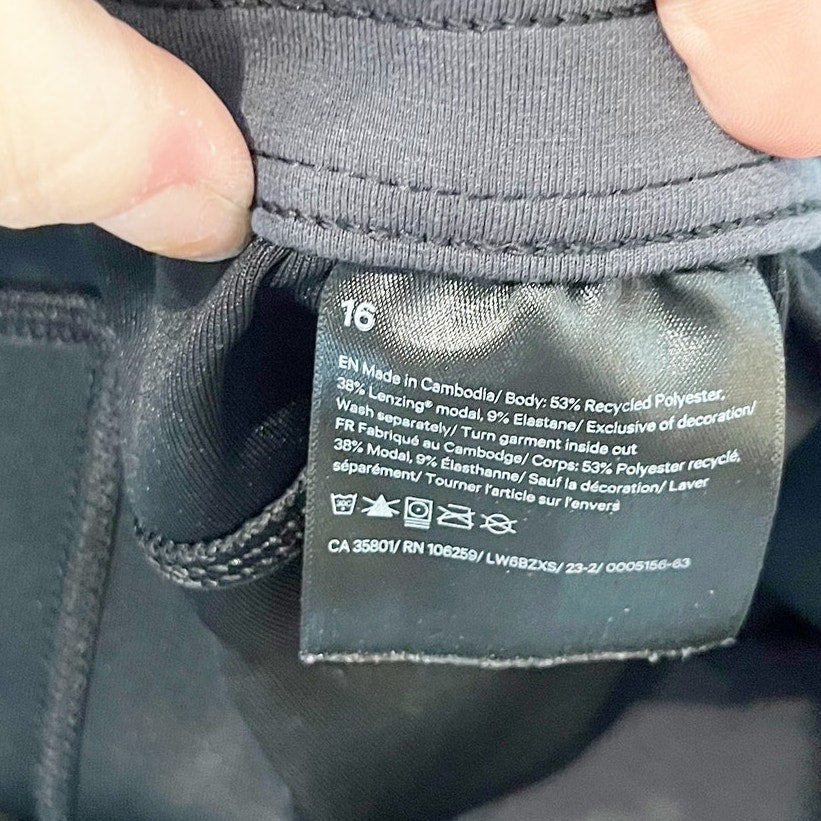 16
EN Made in Cambodia/ Body: 53% Recycled Polyester,
38% Lenzing® modal, 9% Elastane/ Exclusive of decoration/
Wash separately/ Turn garment inside out
FR Fabriqué au Cambodge/ Corps: 53% Polyester recyclé,
38% Modal, 9% Élasthanne/ Sauf la décoration/ Laver
séparément/ Tourner l'article sur l'envers
CA 35801/ RN 106259/ LW6BZXS/ 23-2/ 0005156-63